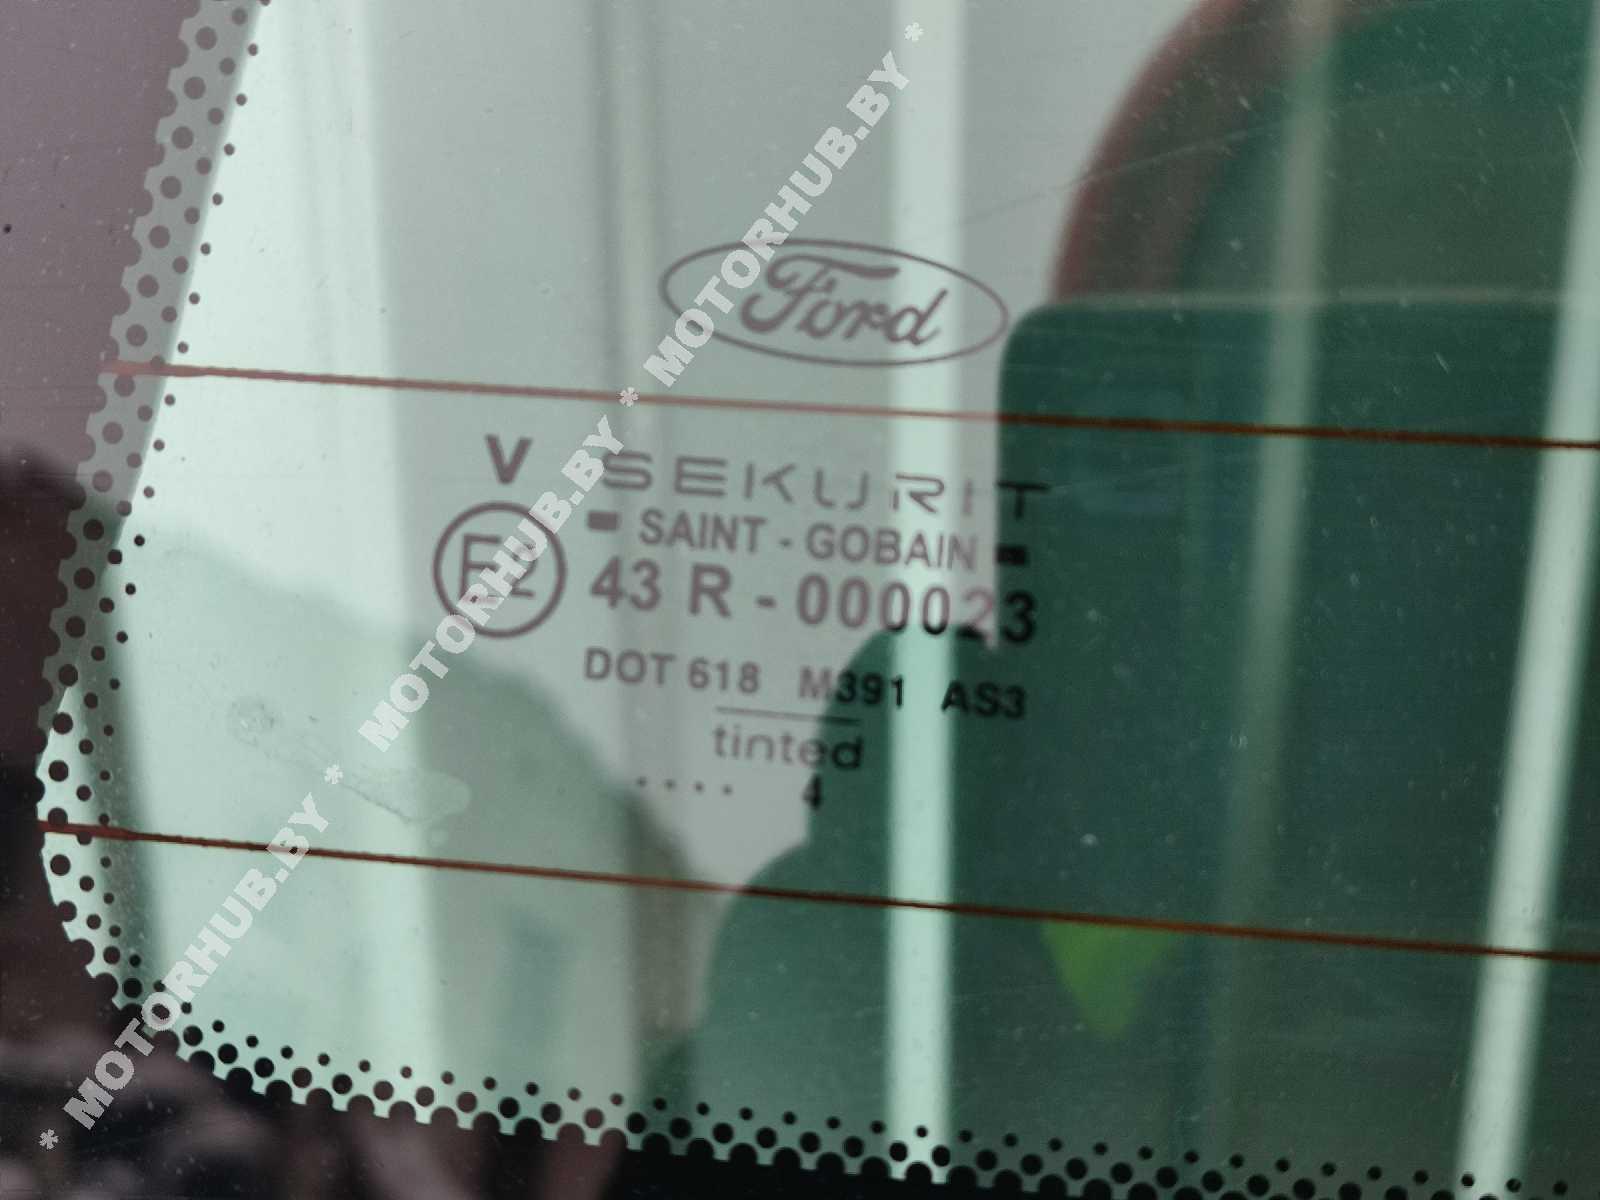 Ford
V SEKURIT
SAINT - GOBAIN
E2 43 R - 000023
DOT 618 M391 AS3
tinted
. . . . 4
* MOTORHUB.BY * MOTORHUB.BY * MOTORHUB.BY *